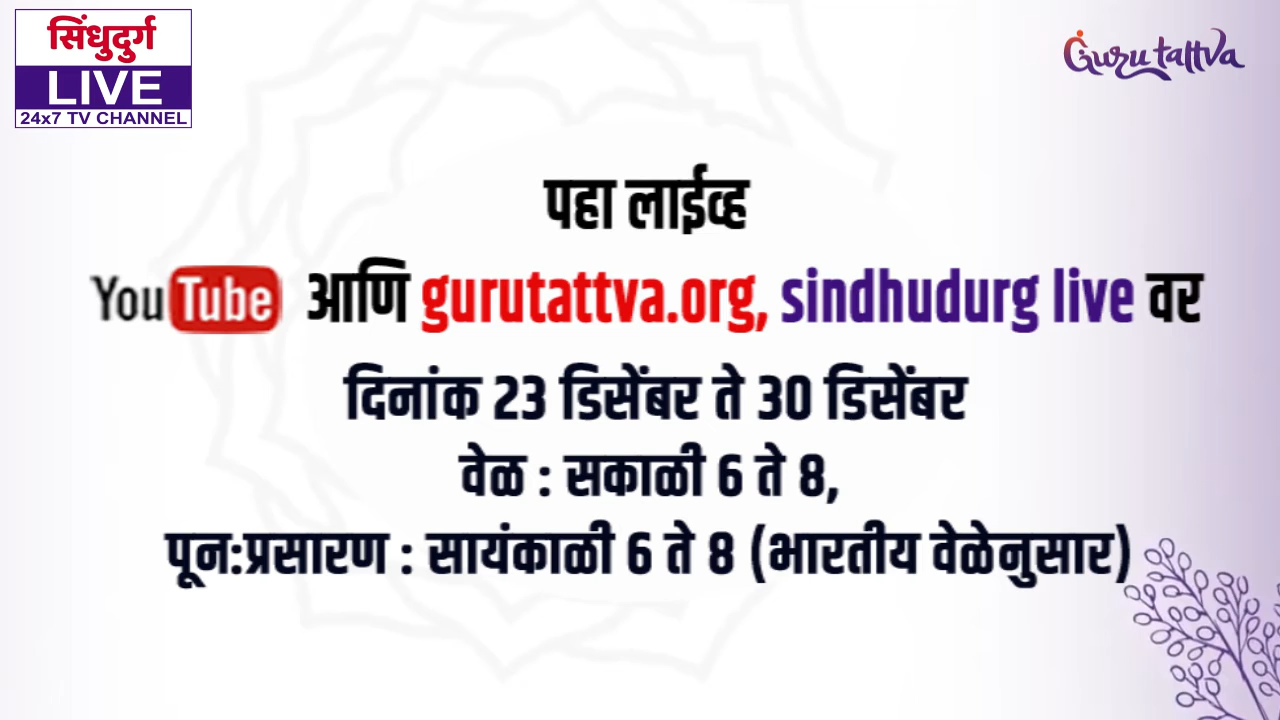 सिंधुदुर्ग
LIVE
24x7 TV CHANNEL
Gurutattva
पहा लाईव्ह
YouTube आणि gurutattva.org, sindhudurg live वर
दिनांक 23 डिसेंबर ते 30 डिसेंबर
वेळ : सकाळी 6 ते 8,
पून:प्रसारण : सायंकाळी 6 ते 8 (भारतीय वेळेनुसार)